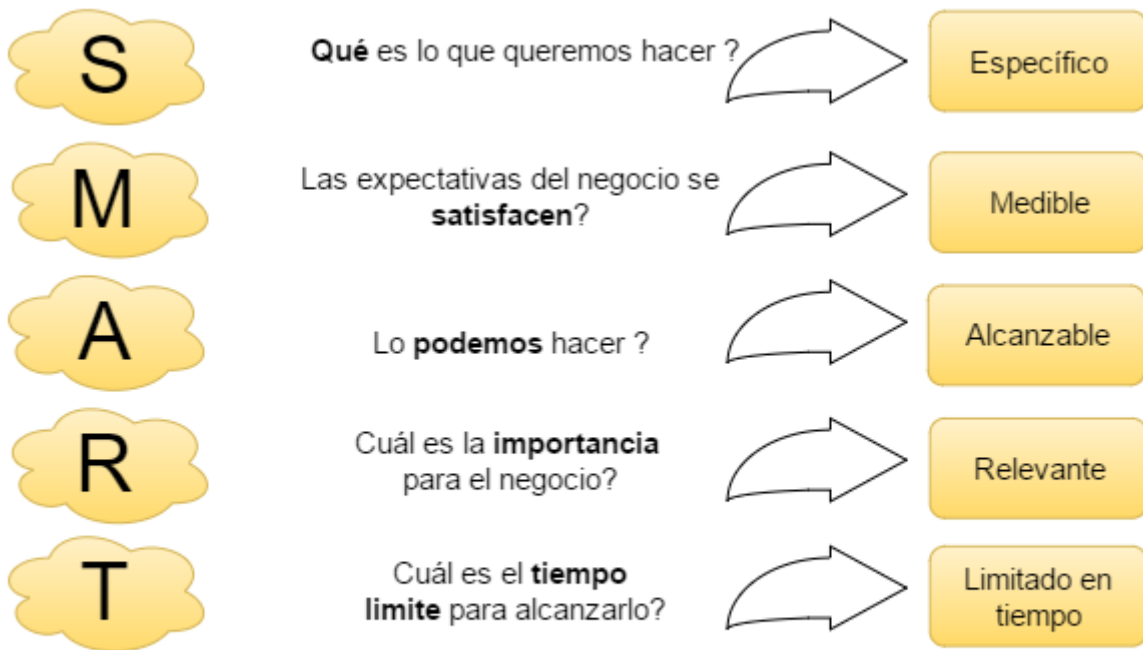 S
Qué es lo que queremos hacer ?
Específico
M
Las expectativas del negocio se
satisfacen?
Medible
A
Lo podemos hacer ?
Alcanzable
R
Cuál es la importancia
para el negocio?
Relevante
T
Cuál es el tiempo
limite para alcanzarlo?
Limitado en
tiempo